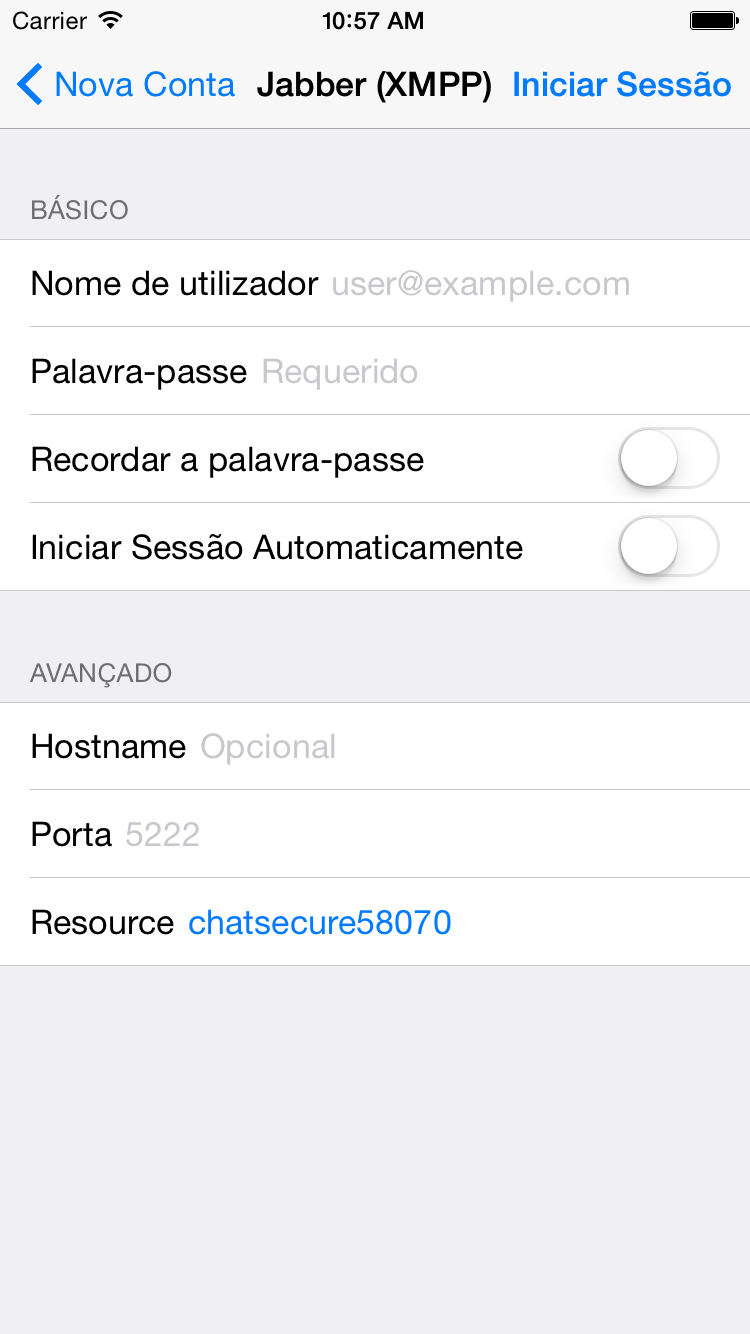 Carrier 10:57 AM
Nova Conta Jabber (XMPP) Iniciar Sessão
BÁSICO
Nome de utilizador user@example.com
Palavra-passe Requerido
Recordar a palavra-passe
Iniciar Sessão Automaticamente
AVANÇADO
Hostname Opcional
Porta 5222
Resource chatsecure58070